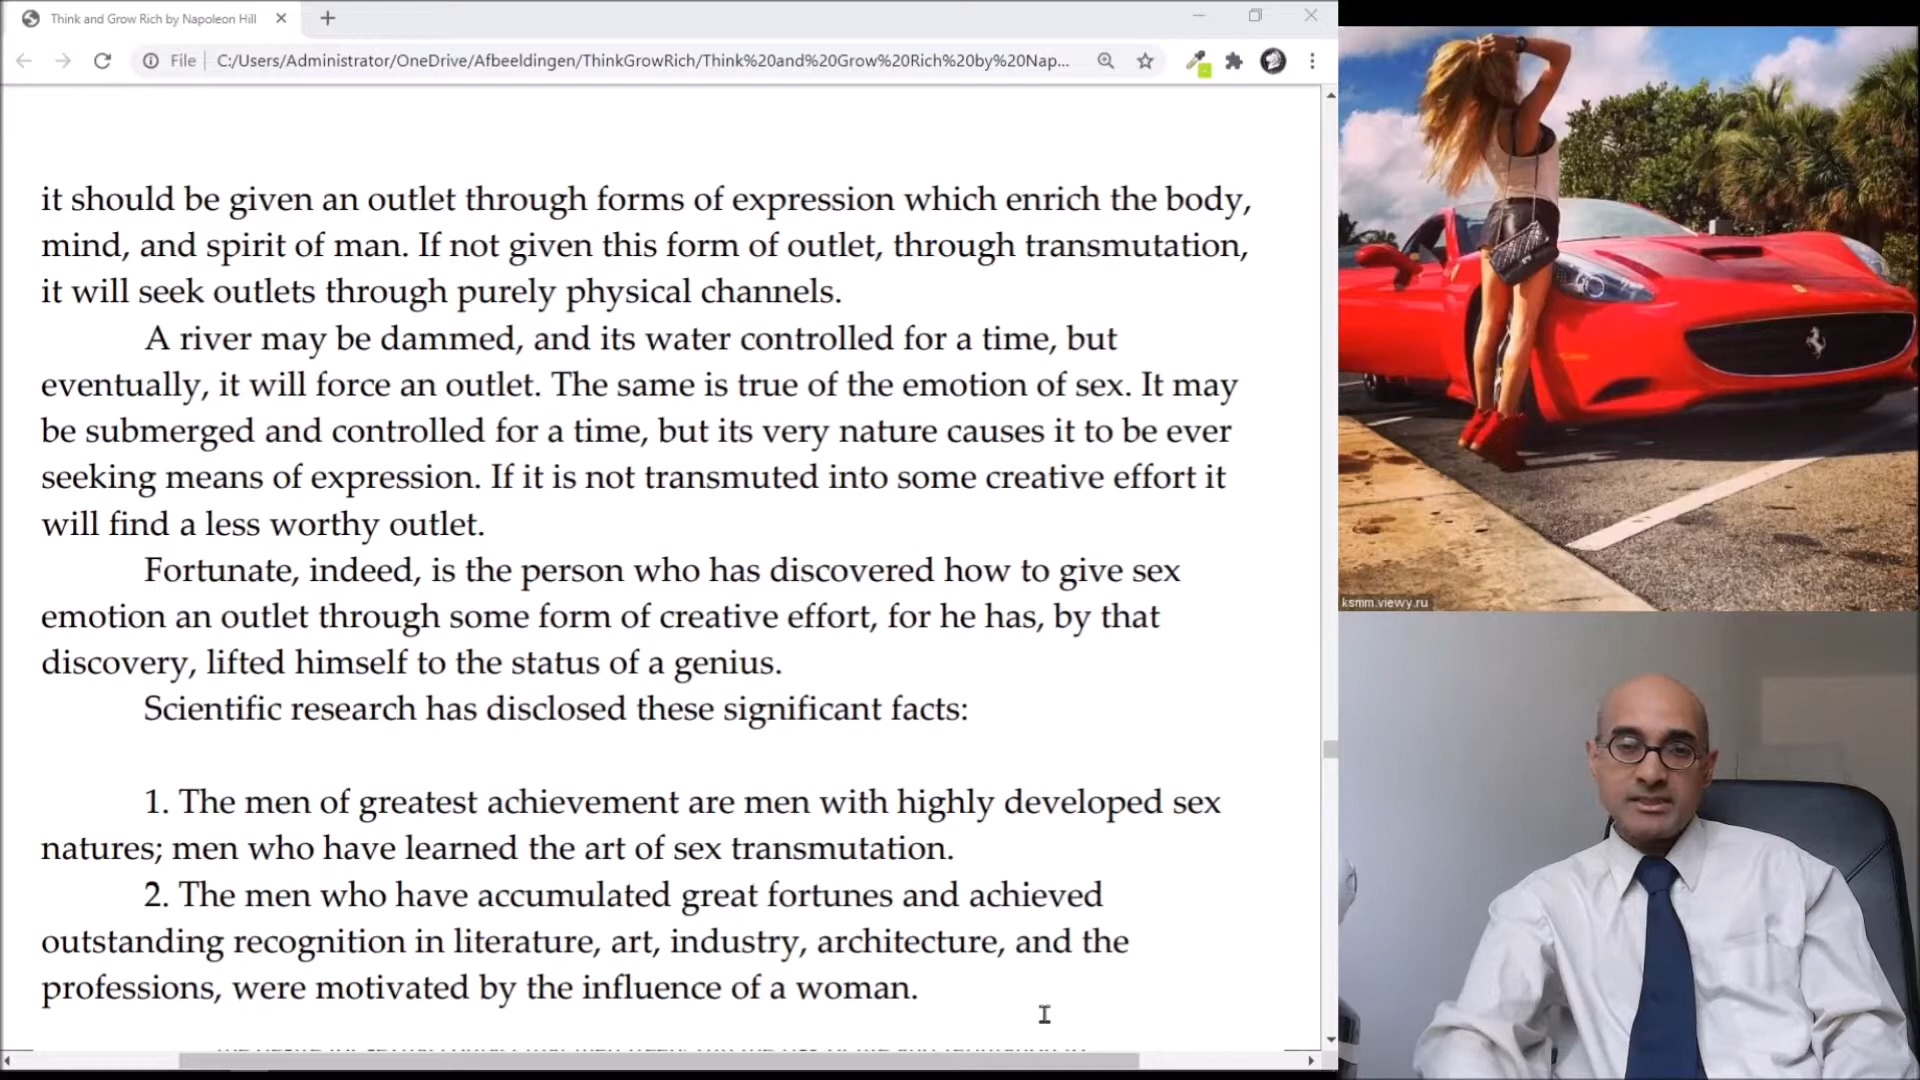 Think and Grow Rich by Napoleon Hill
File
C:/Users/Administrator/OneDrive/Afbeeldingen/ThinkGrowRich/Think%20and%20Grow%20Rich%20by%20Nap...
it should be given an outlet through forms of expression which enrich the body,
mind, and spirit of man. If not given this form of outlet, through transmutation,
it will seek outlets through purely physical channels.
A river may be dammed, and its water controlled for a time, but
eventually, it will force an outlet. The same is true of the emotion of sex. It may
be submerged and controlled for a time, but its very nature causes it to be ever
seeking means of expression. If it is not transmuted into some creative effort it
will find a less worthy outlet.
Fortunate, indeed, is the person who has discovered how to give sex
emotion an outlet through some form of creative effort, for he has, by that
discovery, lifted himself to the status of a genius.
Scientific research has disclosed these significant facts:
1. The men of greatest achievement are men with highly developed sex
natures; men who have learned the art of sex transmutation.
2. The men who have accumulated great fortunes and achieved
outstanding recognition in literature, art, industry, architecture, and the
professions, were motivated by the influence of a woman.
ksmm.viewy.ru